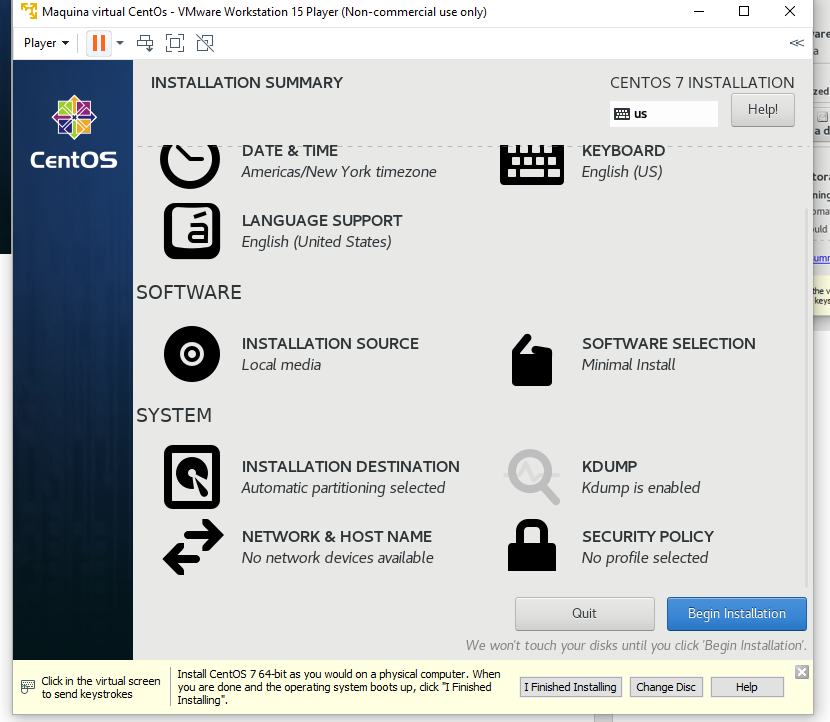 Maquina virtual CentOs - VMware Workstation 15 Player (Non-commercial use only)
Player
INSTALLATION SUMMARY
CENTOS 7 INSTALLATION
us
Help!
CentOS
DATE & TIME
Americas/New York timezone
KEYBOARD
English (US)
LANGUAGE SUPPORT
English (United States)
SOFTWARE
INSTALLATION SOURCE
Local media
SOFTWARE SELECTION
Minimal Install
SYSTEM
INSTALLATION DESTINATION
Automatic partitioning selected
KDUMP
Kdump is enabled
NETWORK & HOST NAME
No network devices available
SECURITY POLICY
No profile selected
Quit
Begin Installation
We won't touch your disks until you click 'Begin Installation'.
Click in the virtual screen
to send keystrokes
Install CentOS 7 64-bit as you would on a physical computer. When
you are done and the operating system boots up, click "I Finished
Installing".
I Finished Installing
Change Disc
Help